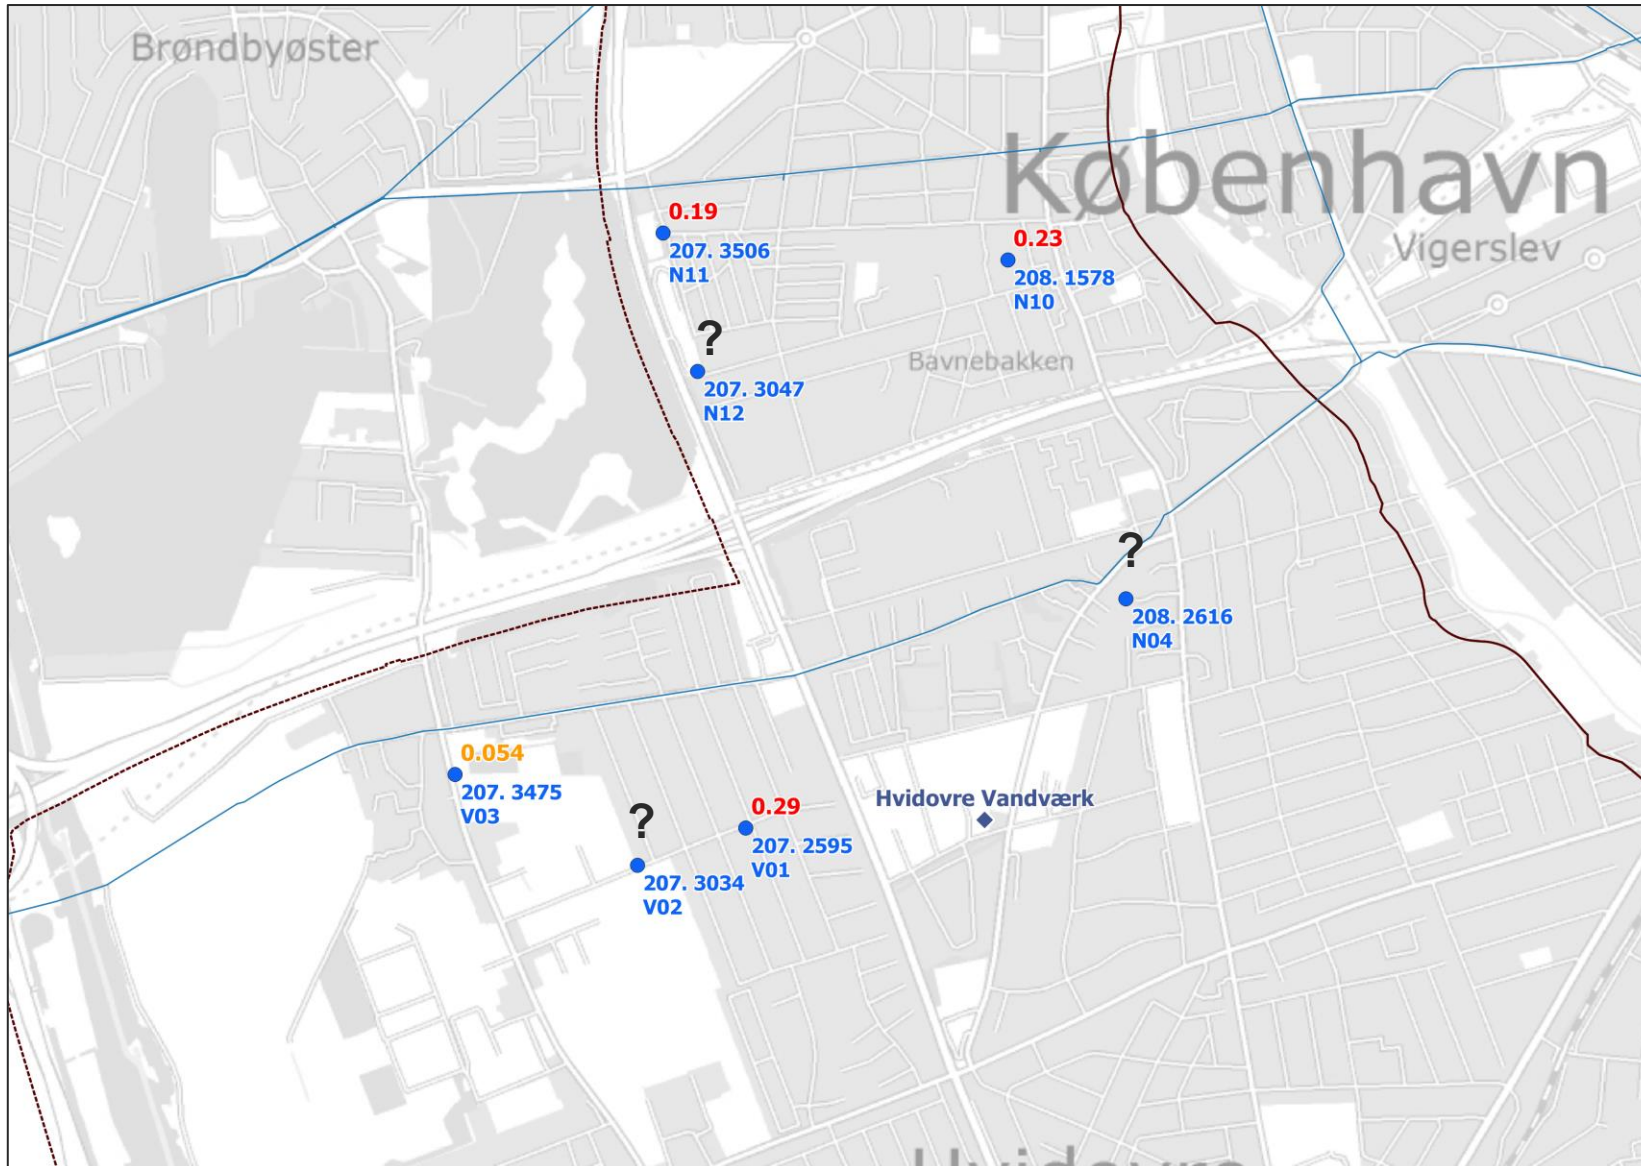 Brøndbyøster
København
Vigerslev
0.19
207. 3506
N11
0.23
208. 1578
N10
?
207. 3047
N12
Bavnebakken
?
208. 2616
N04
0.054
207. 3475
V03
?
207. 3034
V02
0.29
207. 2595
V01
Hvidovre Vandværk
Hvidovre